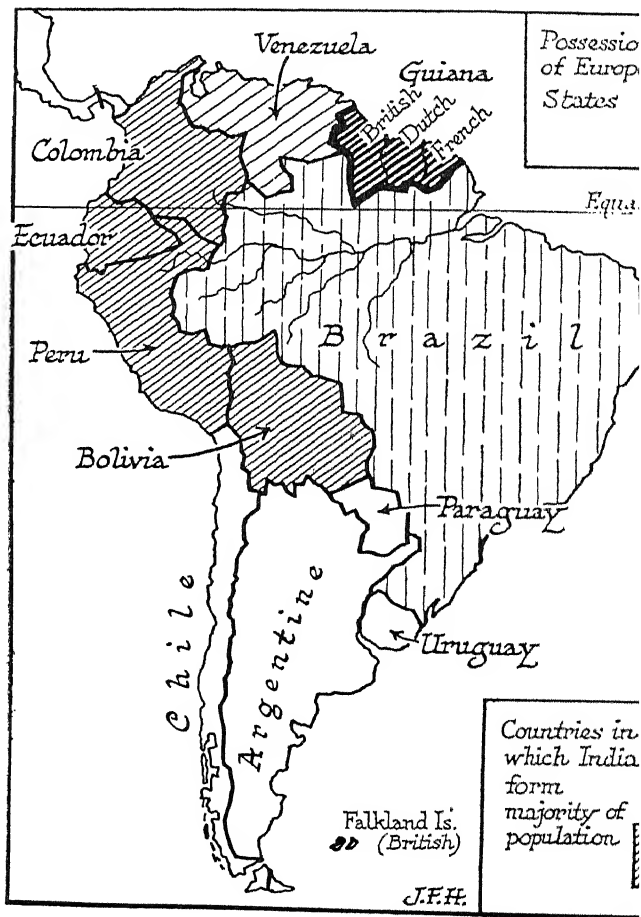 Venezuela
Possessio
of Europe
States
Guiana
British
Dutch
French
Colombia
Equa
Ecuador
Brazil
Peru
Bolivia
Paraguay
Chile
Argentine
Uruguay
Countries in
which India
form
majority of
population
Falkland Is.
(British)
J.F.H.